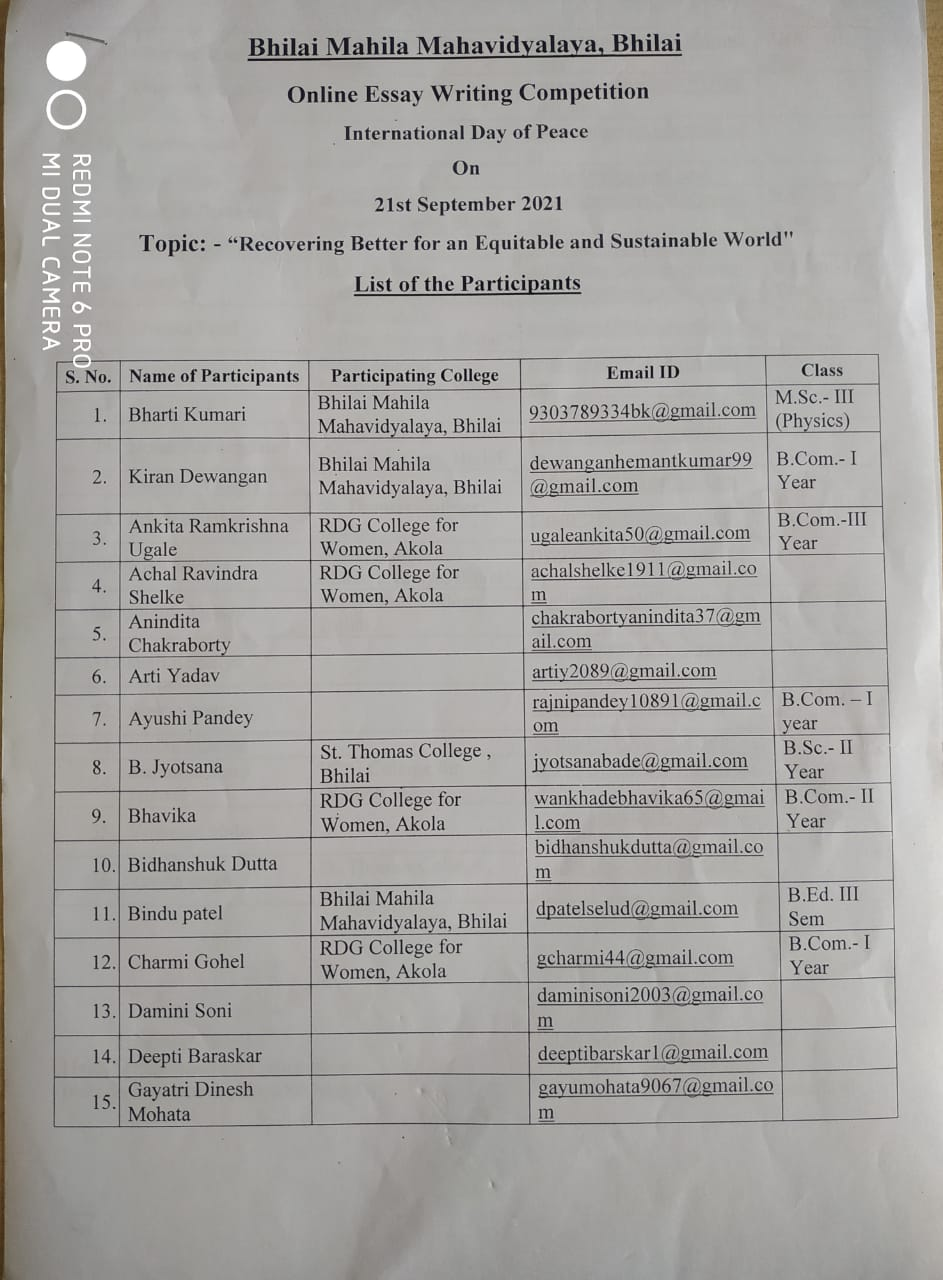 Bhilai Mahila Mahavidyalaya, Bhilai
Online Essay Writing Competition
International Day of Peace
On
21st September 2021
Topic: - “Recovering Better for an Equitable and Sustainable World"
List of the Participants
REDMI NOTE 6 PRO
MI DUAL CAMERA
S. No. Name of Participants Participating College Email ID Class
1. Bharti Kumari Bhilai Mahila Mahavidyalaya, Bhilai 9303789334bk@gmail.com M.Sc.- III (Physics)
2. Kiran Dewangan Bhilai Mahila Mahavidyalaya, Bhilai dewanganhemantkumar99@gmail.com B.Com.- I Year
3. Ankita Ramkrishna Ugale RDG College for Women, Akola ugaleankita50@gmail.com B.Com.-III Year
4. Achal Ravindra Shelke RDG College for Women, Akola achalshelke1911@gmail.com
5. Anindita Chakraborty chakrabortyanindita37@gmail.com
6. Arti Yadav artiy2089@gmail.com
7. Ayushi Pandey rajnipandey10891@gmail.com B.Com. – I year
8. B. Jyotsana St. Thomas College , Bhilai jyotsanabade@gmail.com B.Sc.- II Year
9. Bhavika RDG College for Women, Akola wankhadebhavika65@gmail.com B.Com.- II Year
10. Bidhanshuk Dutta bidhanshukdutta@gmail.com
11. Bindu patel Bhilai Mahila Mahavidyalaya, Bhilai dpatelselud@gmail.com B.Ed. III Sem
12. Charmi Gohel RDG College for Women, Akola gcharmi44@gmail.com B.Com.- I Year
13. Damini Soni daminisoni2003@gmail.com
14. Deepti Baraskar deeptibarskar1@gmail.com
15. Gayatri Dinesh Mohata gayumohata9067@gmail.com